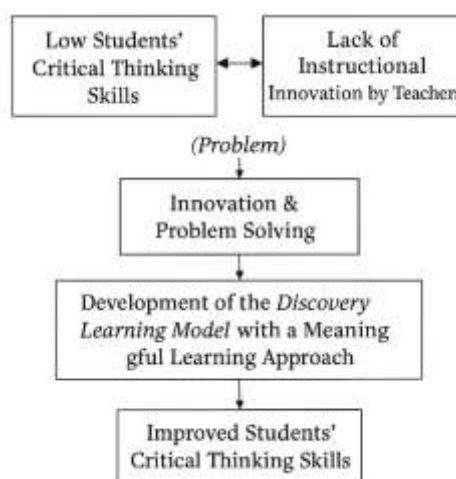 Low Students'
Critical Thinking
Skills
Lack of
Instructional
Innovation by Teachen
(Problem)
Innovation &
Problem Solving
Development of the Discovery
Learning Model with a Meaning
gful Learning Approach
Improved Students'
Critical Thinking Skills